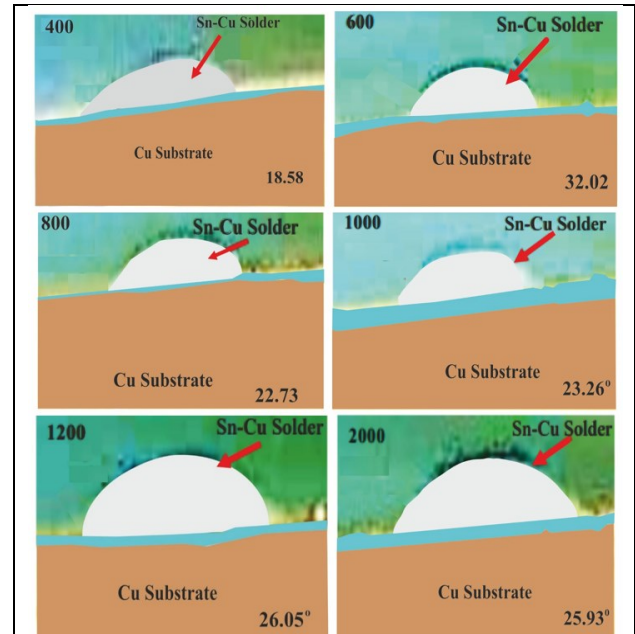 400
Sn-Cu Solder
Cu Substrate
18.58
600
Sn-Cu Solder
Cu Substrate
32.02
800
Sn-Cu Solder
Cu Substrate
22.73
1000
Sn-Cu Solder
Cu Substrate
23.26°
1200
Sn-Cu Solder
Cu Substrate
26.05°
2000
Sn-Cu Solder
Cu Substrate
25.93°